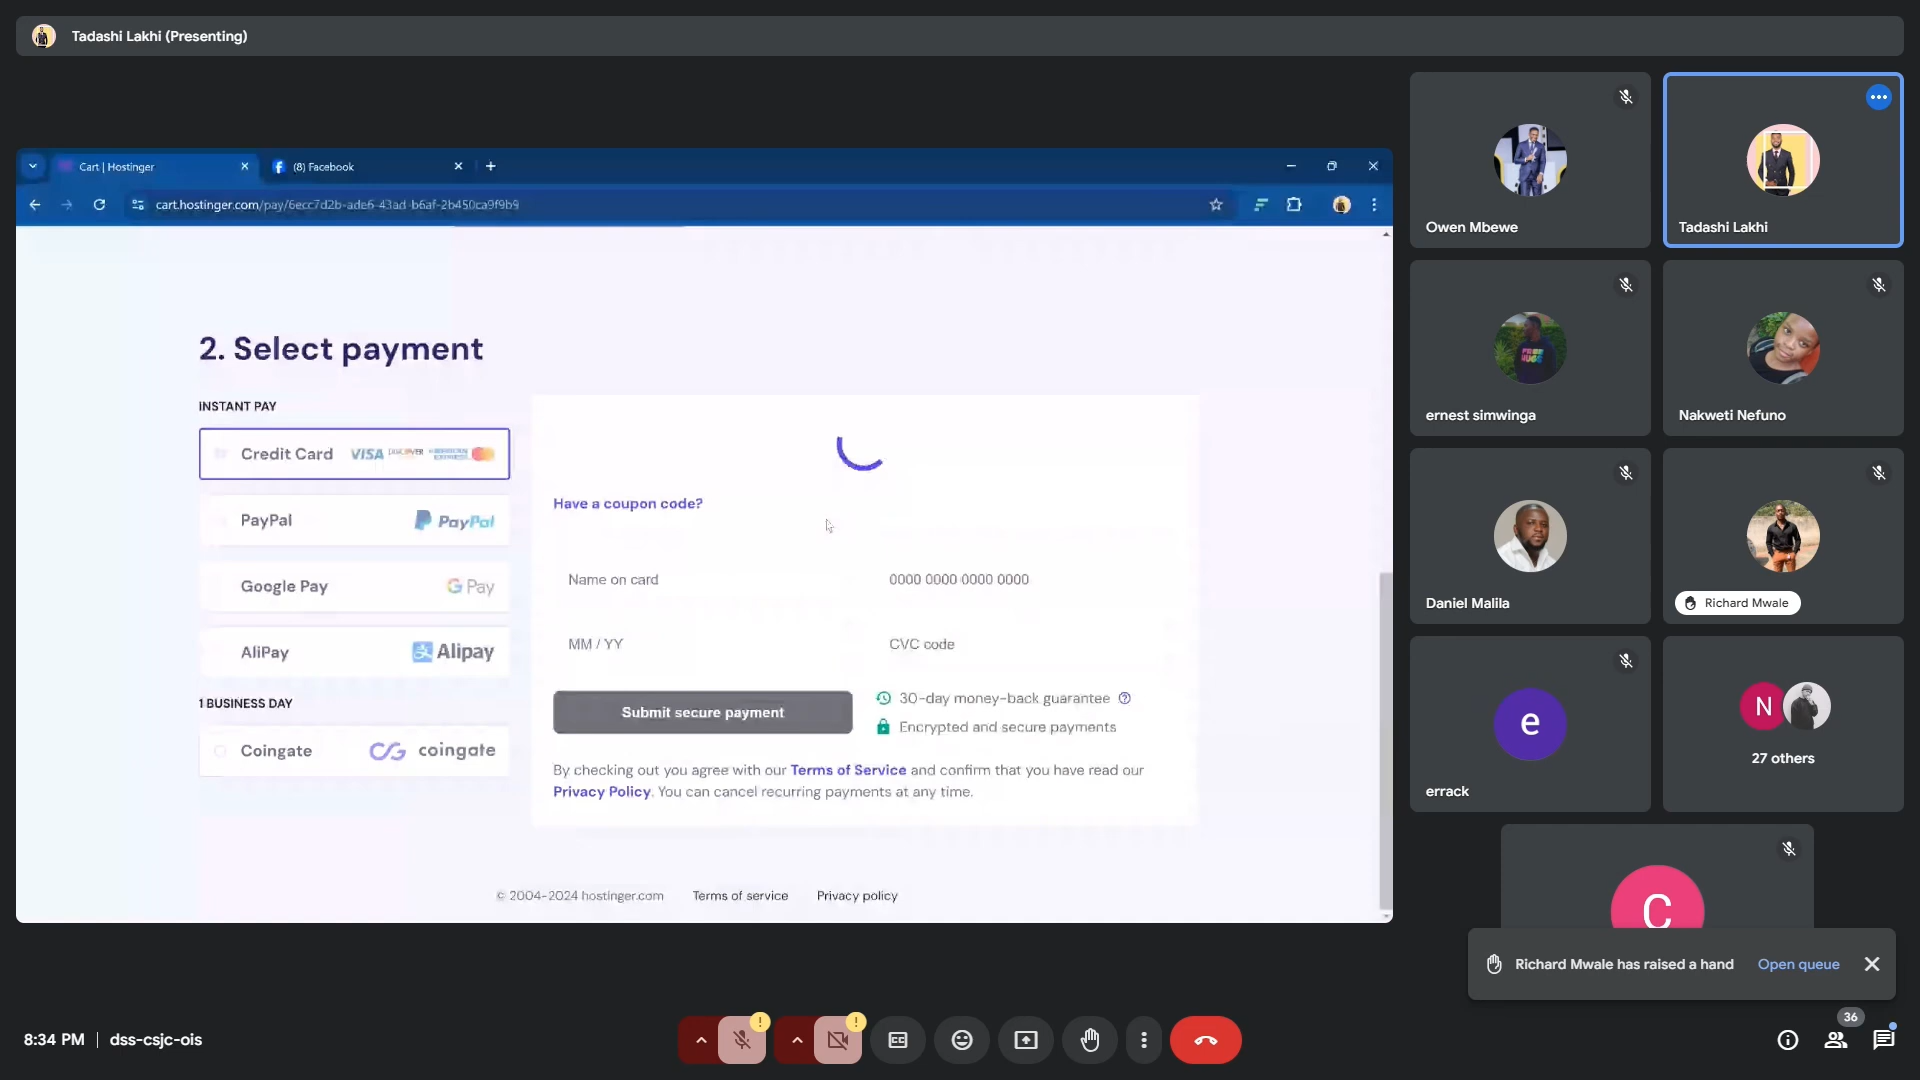 Tadashi Lakhi (Presenting)
Cart | Hostinger
(8) Facebook
cart.hostinger.com/pay/6ecc7d2b-ade6-43ad-b6af-2b450ca9f9b9
2. Select payment
INSTANT PAY
Credit Card VISA DISCOVER AMERICAN EXPRESS
PayPal PayPal
Google Pay G Pay
AliPay Alipay
1 BUSINESS DAY
Coingate coingate
Have a coupon code?
Name on card
0000 0000 0000 0000
MM / YY
CVC code
Submit secure payment
30-day money-back guarantee
Encrypted and secure payments
By checking out you agree with our Terms of Service and confirm that you have read our
Privacy Policy. You can cancel recurring payments at any time.
© 2004-2024 hostinger.com Terms of service Privacy policy
Owen Mbewe
Tadashi Lakhi
ernest simwinga
FREE
HUGS
Nakweti Nefuno
Daniel Malila
Richard Mwale
e
errack
N
27 others
C
Richard Mwale has raised a hand Open queue
8:34 PM | dss-csjc-ois
CC
36